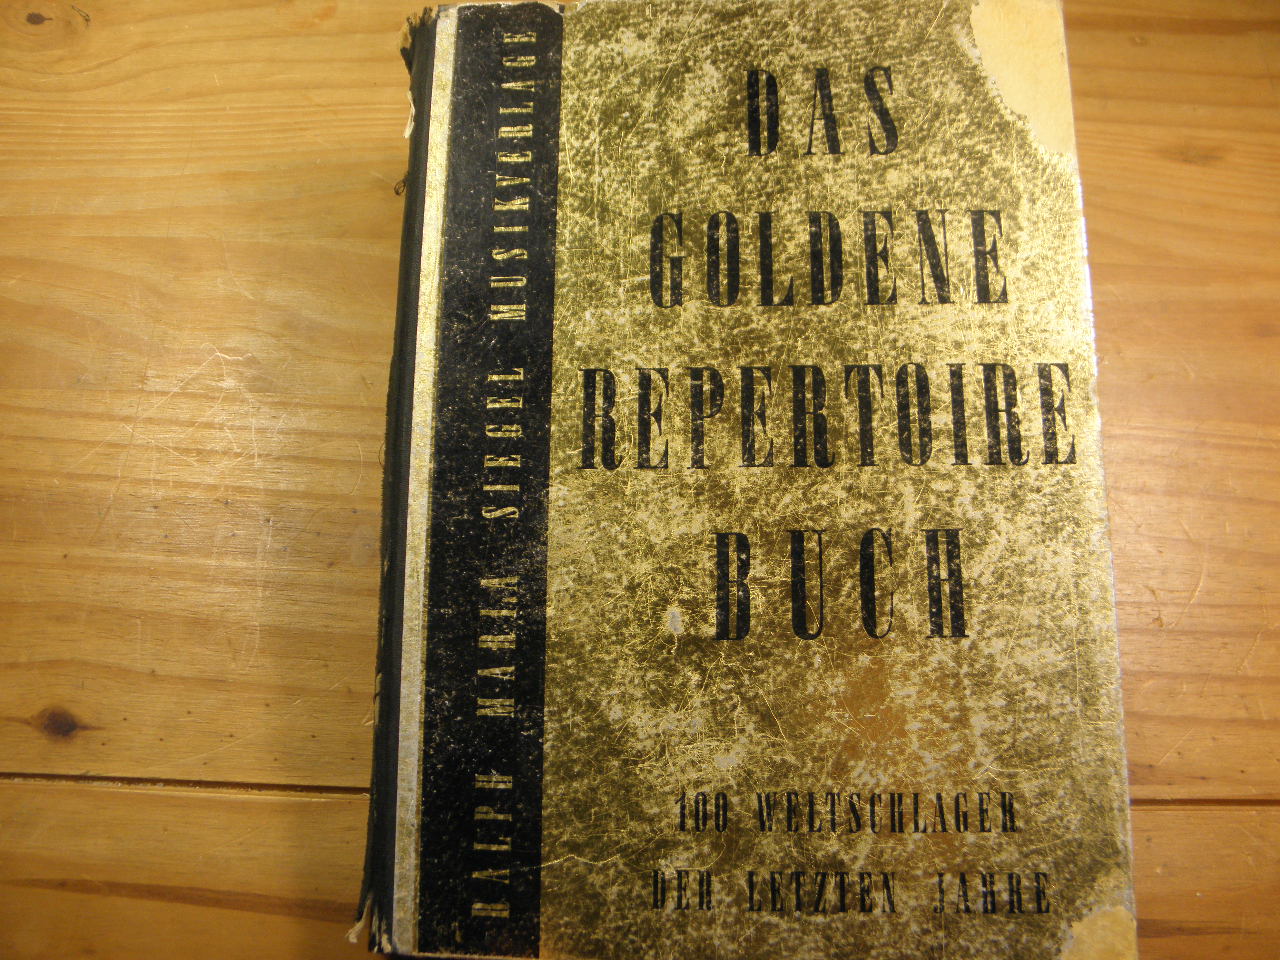 RALPH MARIA SIEGEL MUSIKVERLAGE
DAS
GOLDENE
REPERTOIRE
BUCH
100 WELTSCHLAGER
DER LETZTEN JAHRE